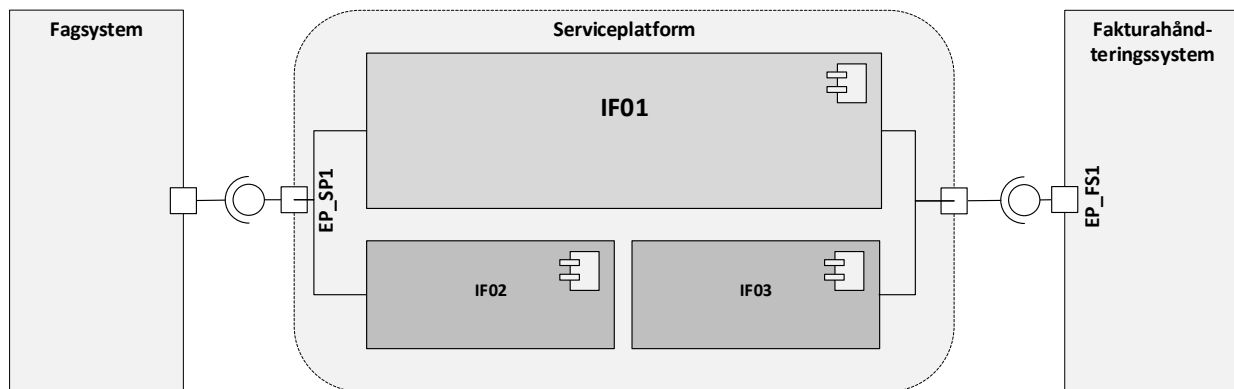 Fagsystem
Serviceplatform
Fakturahånd-
teringssystem
IF01
EP_SP1
EP_FS1
IF02
IF03